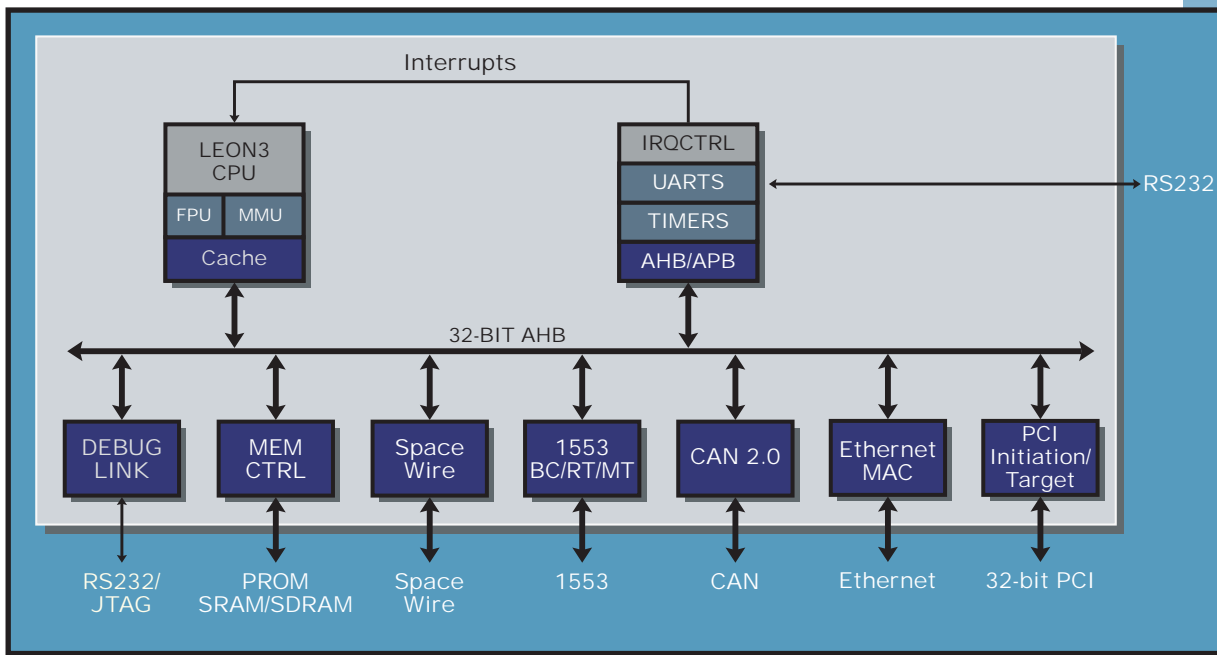 Interrupts
LEON3
CPU
FPU
MMU
Cache
IRQCTRL
UARTS
TIMERS
AHB/APB
RS232
32-BIT AHB
DEBUG
LINK
MEM
CTRL
Space
Wire
1553
BC/RT/MT
CAN 2.0
Ethernet
MAC
PCI
Initiation/
Target
RS232/
JTAG
PROM
SRAM/SDRAM
Space
Wire
1553
CAN
Ethernet
32-bit PCI